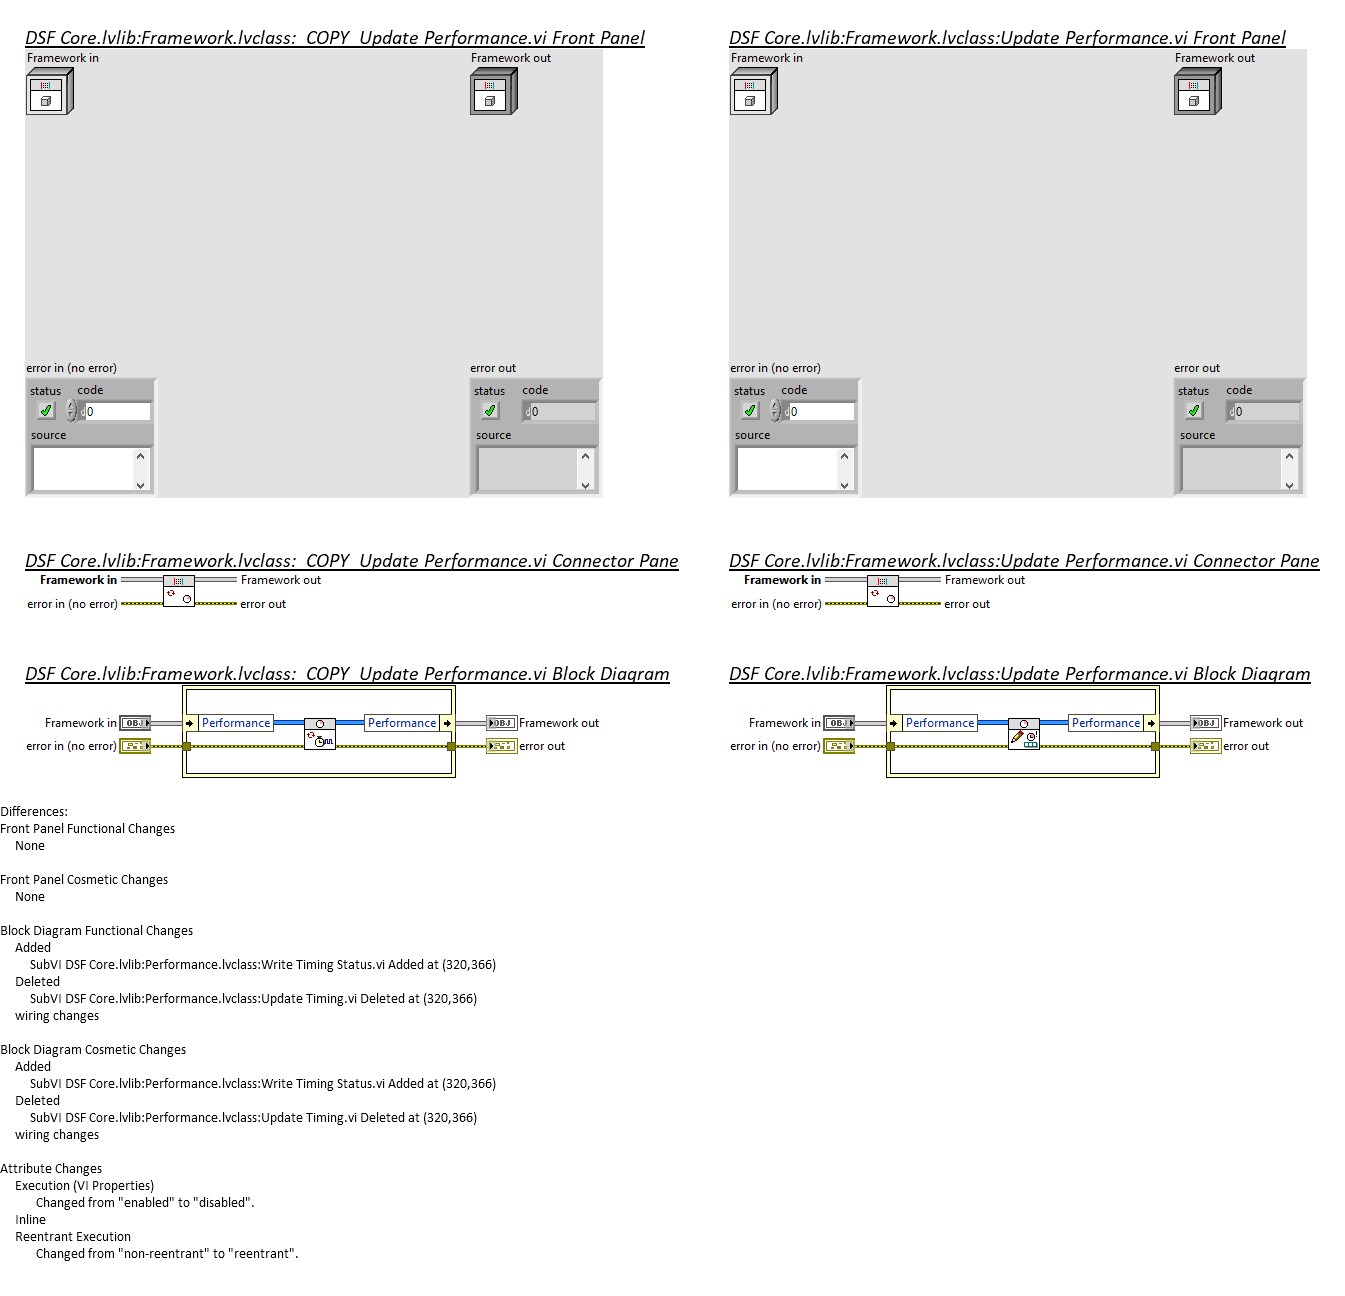 DSF Core.lvlib:Framework.lvclass:_COPY_Update Performance.vi Front Panel
Framework in
Framework out
error in (no error)
status
code
d
0
source
error out
status
code
d
0
source
DSF Core.lvlib:Framework.lvclass:Update Performance.vi Front Panel
Framework in
Framework out
error in (no error)
status
code
d
0
source
error out
status
code
d
0
source
DSF Core.lvlib:Framework.lvclass:_COPY_Update Performance.vi Connector Pane
Framework in
Framework out
error in (no error)
error out
DSF Core.lvlib:Framework.lvclass:Update Performance.vi Connector Pane
Framework in
Framework out
error in (no error)
error out
DSF Core.lvlib:Framework.lvclass:_COPY_Update Performance.vi Block Diagram
Framework in
OBJ
Performance
Performance
OBJ
Framework out
error in (no error)
error out
DSF Core.lvlib:Framework.lvclass:Update Performance.vi Block Diagram
Framework in
OBJ
Performance
Performance
OBJ
Framework out
error in (no error)
error out
Differences:
Front Panel Functional Changes
None
Front Panel Cosmetic Changes
None
Block Diagram Functional Changes
Added
SubVI DSF Core.lvlib:Performance.lvclass:Write Timing Status.vi Added at (320,366)
Deleted
SubVI DSF Core.lvlib:Performance.lvclass:Update Timing.vi Deleted at (320,366)
wiring changes
Block Diagram Cosmetic Changes
Added
SubVI DSF Core.lvlib:Performance.lvclass:Write Timing Status.vi Added at (320,366)
Deleted
SubVI DSF Core.lvlib:Performance.lvclass:Update Timing.vi Deleted at (320,366)
wiring changes
Attribute Changes
Execution (VI Properties)
Changed from "enabled" to "disabled".
Inline
Reentrant Execution
Changed from "non-reentrant" to "reentrant".